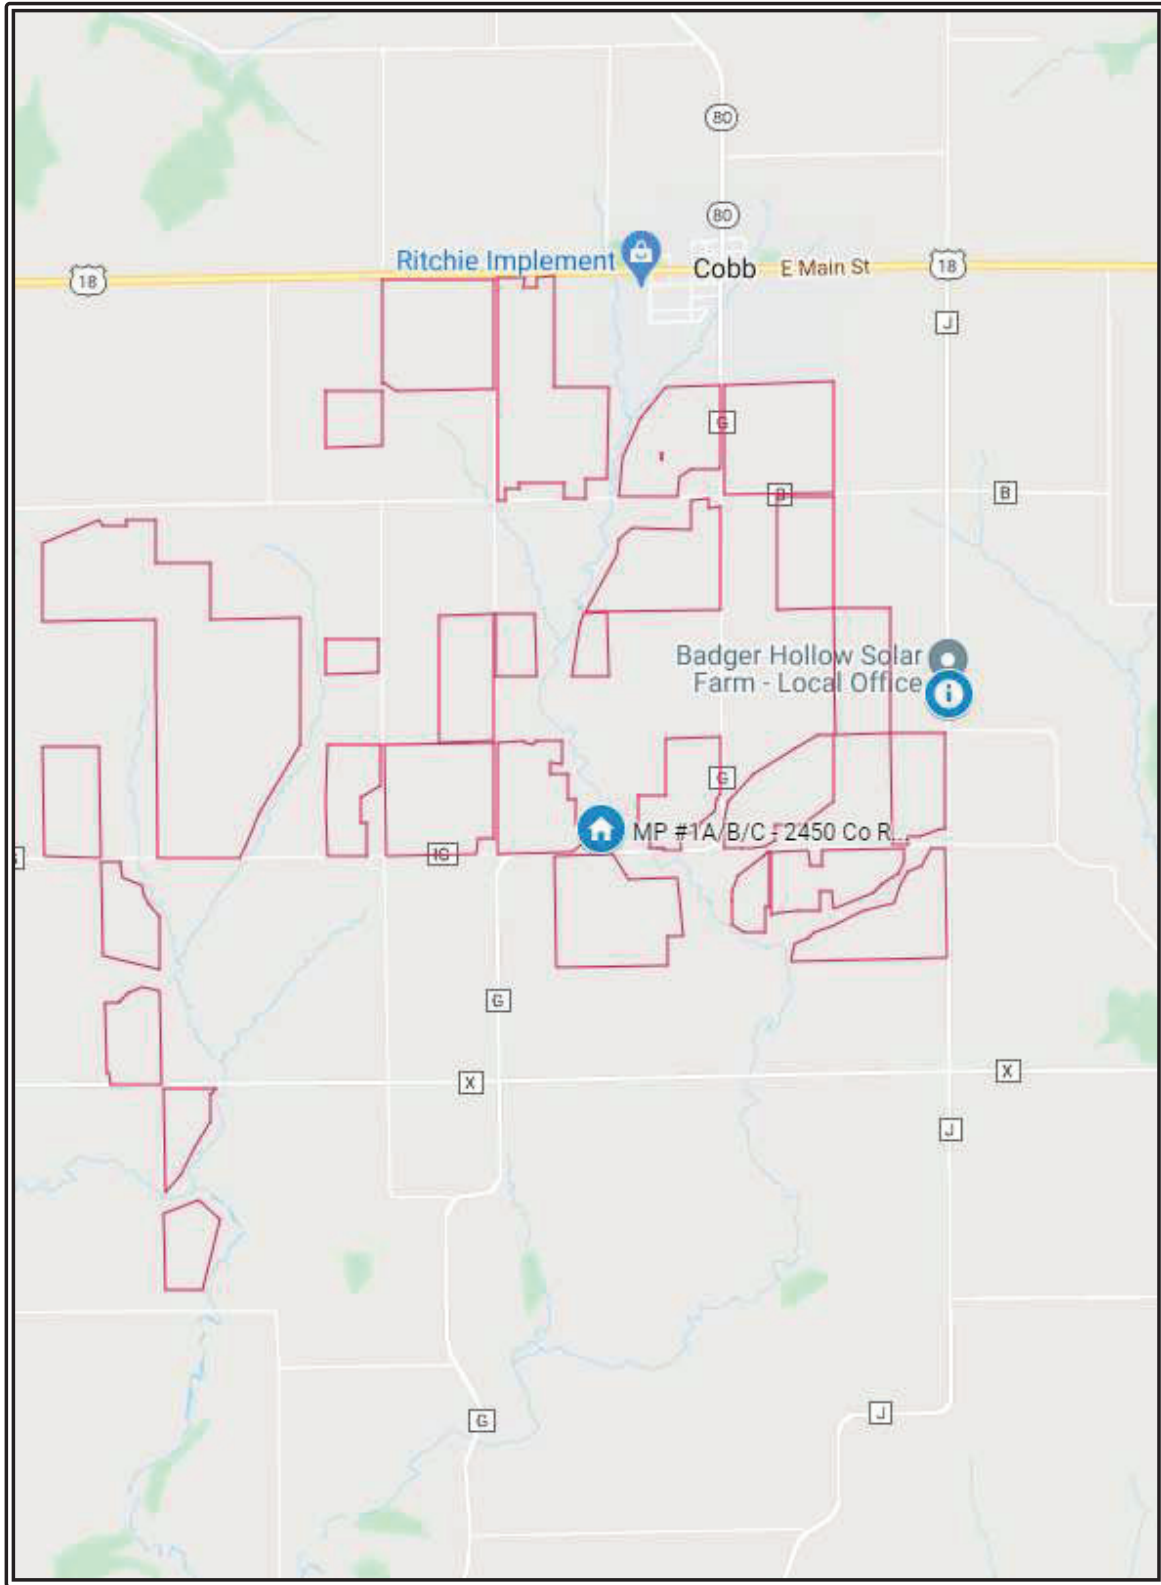 80
80
Ritchie Implement
Cobb
E Main St
18
18
J
G
B
B
Badger Hollow Solar
Farm - Local Office
G
MP #1A/B/C - 2450 Co R...
IG
G
X
X
J
G
J